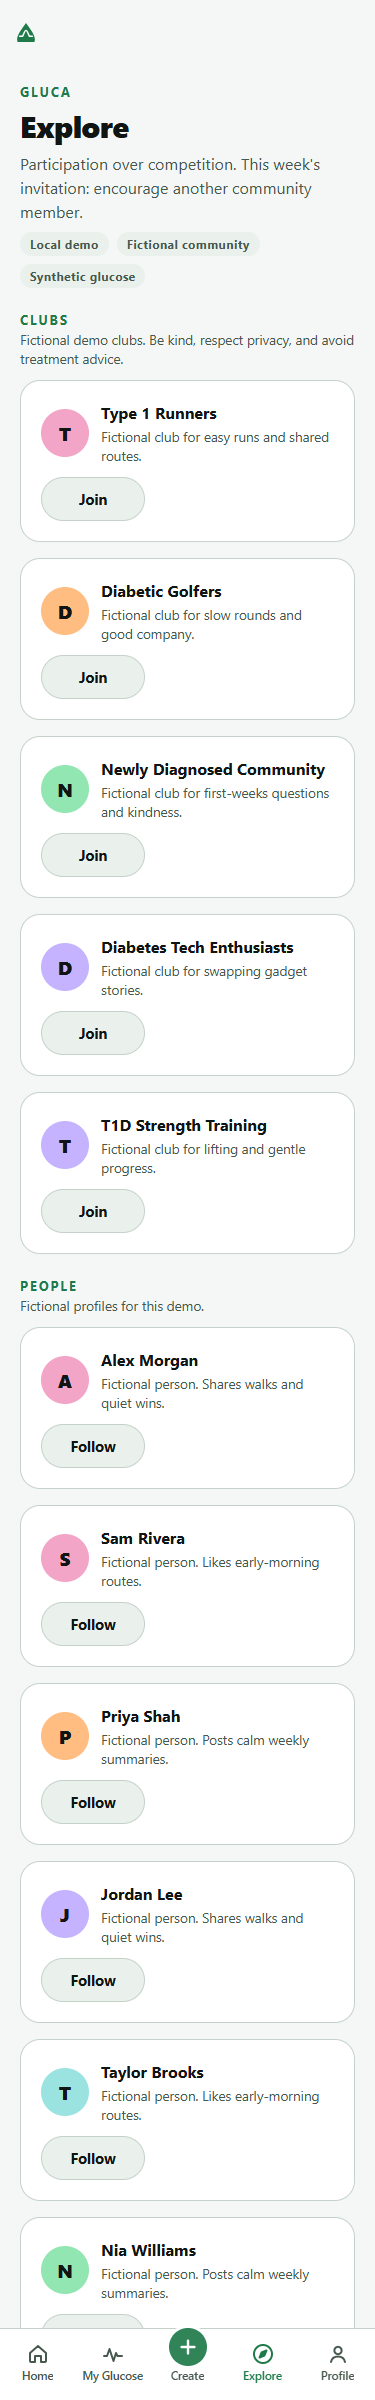 GLUCA
Explore
Participation over competition. This week's
invitation: encourage another community
member.
Local demo
Fictional community
Synthetic glucose
CLUBS
Fictional demo clubs. Be kind, respect privacy, and avoid
treatment advice.
T
Type 1 Runners
Fictional club for easy runs and shared
routes.
Join
D
Diabetic Golfers
Fictional club for slow rounds and
good company.
Join
N
Newly Diagnosed Community
Fictional club for first-weeks questions
and kindness.
Join
D
Diabetes Tech Enthusiasts
Fictional club for swapping gadget
stories.
Join
T
T1D Strength Training
Fictional club for lifting and gentle
progress.
Join
PEOPLE
Fictional profiles for this demo.
A
Alex Morgan
Fictional person. Shares walks and
quiet wins.
Follow
S
Sam Rivera
Fictional person. Likes early-morning
routes.
Follow
P
Priya Shah
Fictional person. Posts calm weekly
summaries.
Follow
J
Jordan Lee
Fictional person. Shares walks and
quiet wins.
Follow
T
Taylor Brooks
Fictional person. Likes early-morning
routes.
Follow
N
Nia Williams
Fictional person. Posts calm weekly
summaries.
Home
My Glucose
Create
Explore
Profile